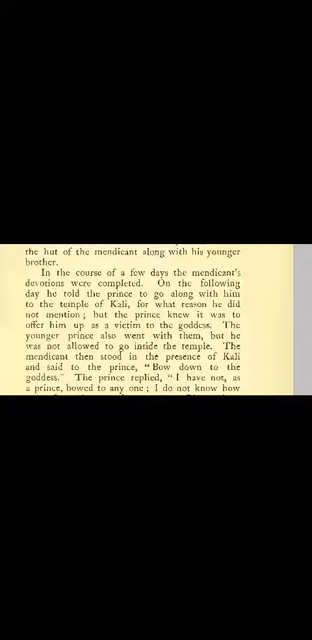 the hut of the mendicant along with his younger
brother.
In the course of a few days the mendicant's
devotions were completed. On the following
day he told the prince to go along with him
to the temple of Kali, for what reason he did
not mention; but the prince knew it was to
offer him up as a victim to the goddess. The
younger prince also went with them, but he
was not allowed to go inside the temple. The
mendicant then stood in the presence of Kali
and said to the prince, "Bow down to the
goddess." The prince replied, "I have not, as
a prince, bowed to any one; I do not know how